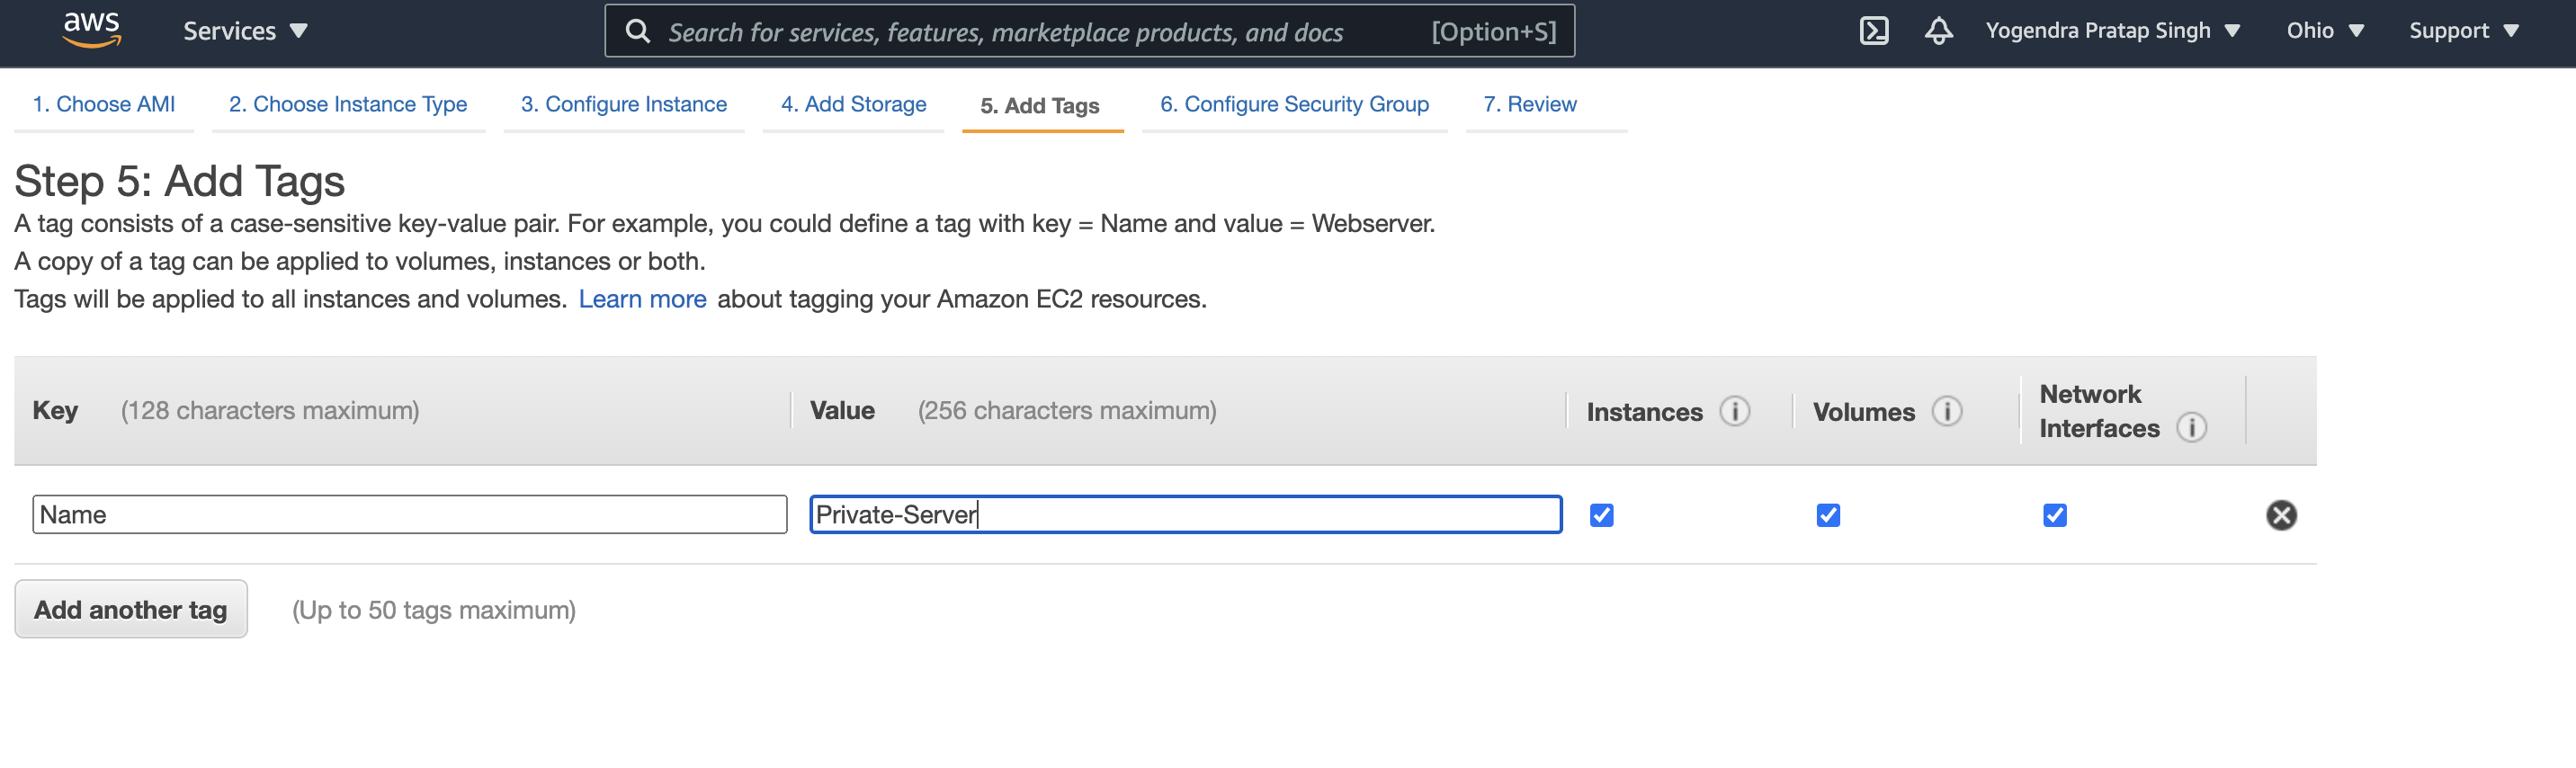 aws Services Search for services, features, marketplace products, and docs [Option+S] Yogendra Pratap Singh Ohio Support
1. Choose AMI 2. Choose Instance Type 3. Configure Instance 4. Add Storage 5. Add Tags 6. Configure Security Group 7. Review
Step 5: Add Tags
A tag consists of a case-sensitive key-value pair. For example, you could define a tag with key = Name and value = Webserver.
A copy of a tag can be applied to volumes, instances or both.
Tags will be applied to all instances and volumes. Learn more about tagging your Amazon EC2 resources.
Key (128 characters maximum) Value (256 characters maximum) Instances i Volumes i Network Interfaces i
Name Private-Server
Add another tag (Up to 50 tags maximum)